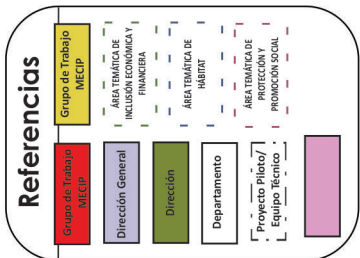 Referencias
Grupo de Trabajo
MECIP
Grupo de Trabajo
MECIP
Dirección General
ÁREA TEMÁTICA DE
INCLUSIÓN ECONÓMICA Y
FINANCIERA
Dirección
ÁREA TEMÁTICA DE
HÁBITAT
Departamento
ÁREA TEMÁTICA DE
PROTECCIÓN Y
PROMOCIÓN SOCIAL
Proyecto Piloto/
Equipo Técnico